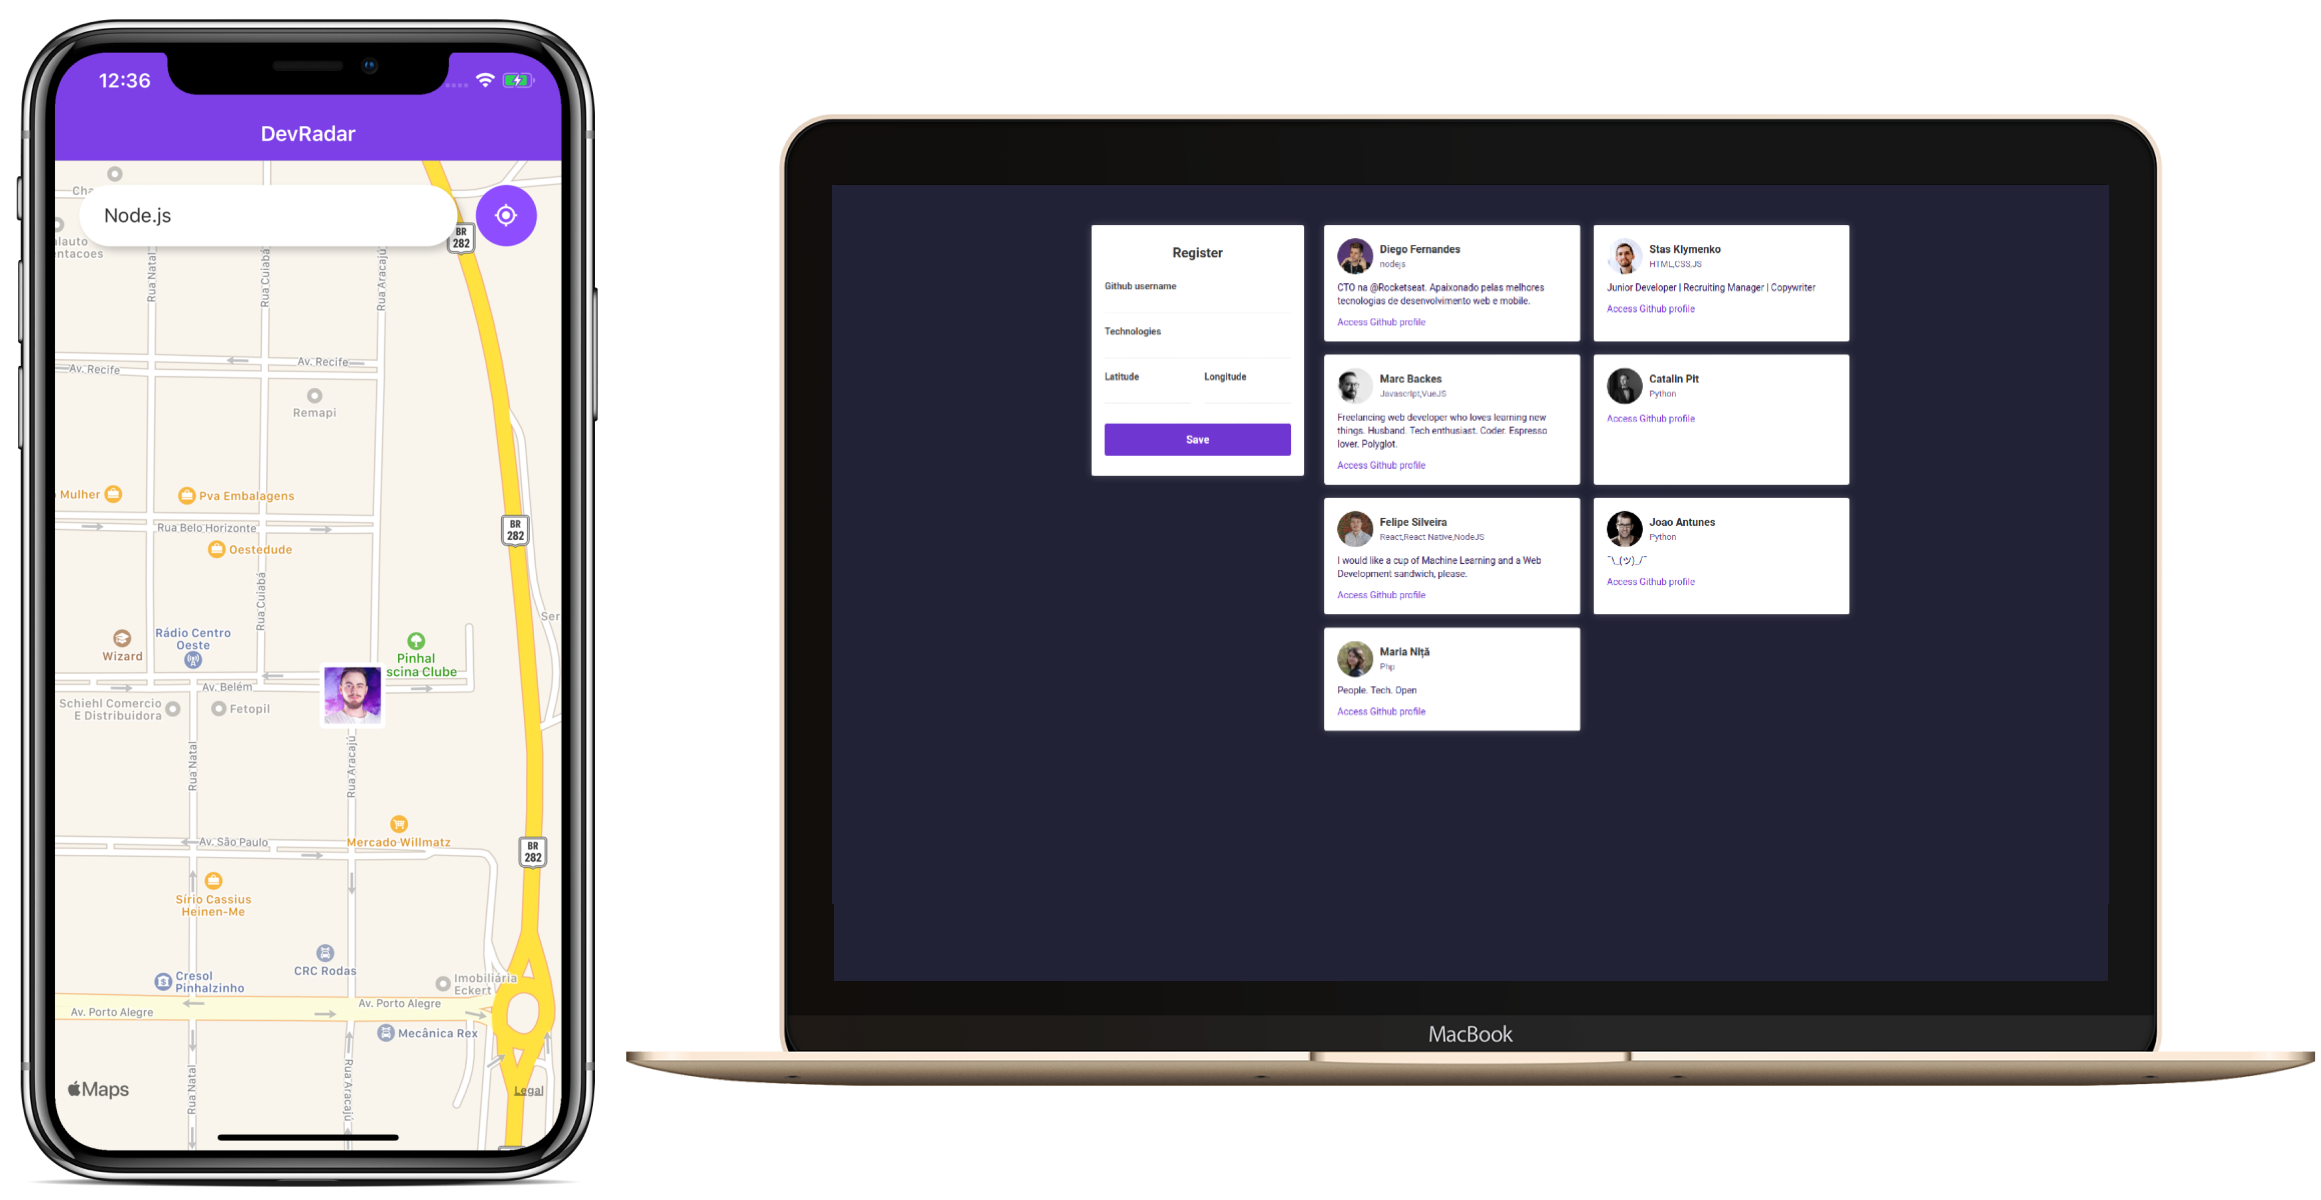 12:36
DevRadar
Cha
Node.js
BR
282
lauto
entacoes
Rua Natal
Rua Cuiabá
Rua Aracajú
Av. Recife
Av. Recife
Remapi
Mulher
Pva Embalagens
BR
282
Rua Belo Horizonte
Oestedude
Rua Cuiabá
Ser
Rádio Centro
Oeste
Wizard
Pinhal
scina Clube
Av. Belém
Schiehl Comercio
E Distribuidora
Fetopil
Rua Natal
Rua Aracajú
Av. São Paulo
Mercado Willmatz
BR
282
Sírio Cassius
Heinen-Me
CRC Rodas
Cresol
Pinhalzinho
Imobiliária
Eckert
Av. Porto Alegre
Av. Porto Alegre
Mecânica Rex
Rua Natal
Rua Aracajú
Maps
Legal
Register
Github username
Technologies
Latitude
Longitude
Save
Diego Fernandes
nodejs
CTO na @Rocketseat. Apaixonado pelas melhores
tecnologias de desenvolvimento web e mobile.
Access Github profile
Stas Klymenko
HTML,CSS,JS
Junior Developer | Recruiting Manager | Copywriter
Access Github profile
Marc Backes
Javascript,VueJS
Freelancing web developer who loves learning new
things. Husband. Tech enthusiast. Coder. Espresso
lover. Polyglot.
Access Github profile
Catalin Pit
Python
Access Github profile
Felipe Silveira
React,React Native,NodeJS
I would like a cup of Machine Learning and a Web
Development sandwich, please.
Access Github profile
Joao Antunes
Python
¯\_(ツ)_/¯
Access Github profile
Maria Niță
Php
People. Tech. Open
Access Github profile
MacBook